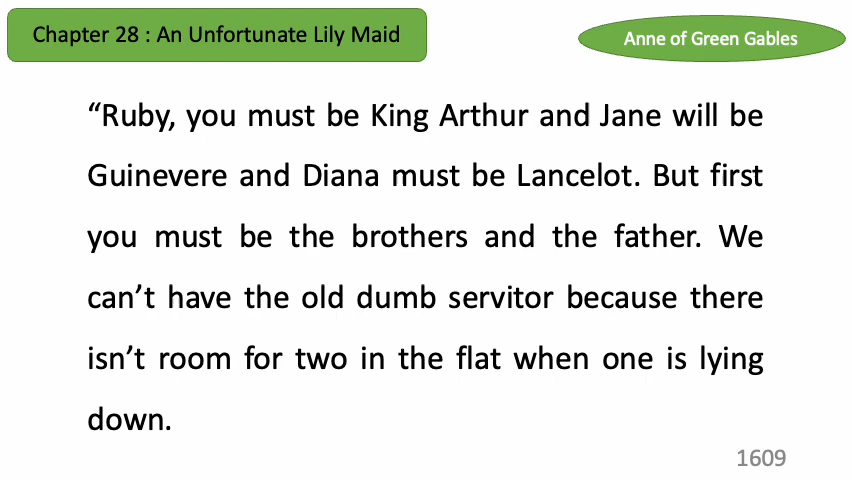 Chapter 28 : An Unfortunate Lily Maid
Anne of Green Gables
“Ruby, you must be King Arthur and Jane will be
Guinevere and Diana must be Lancelot. But first
you must be the brothers and the father. We
can’t have the old dumb servitor because there
isn’t room for two in the flat when one is lying
down.
1609